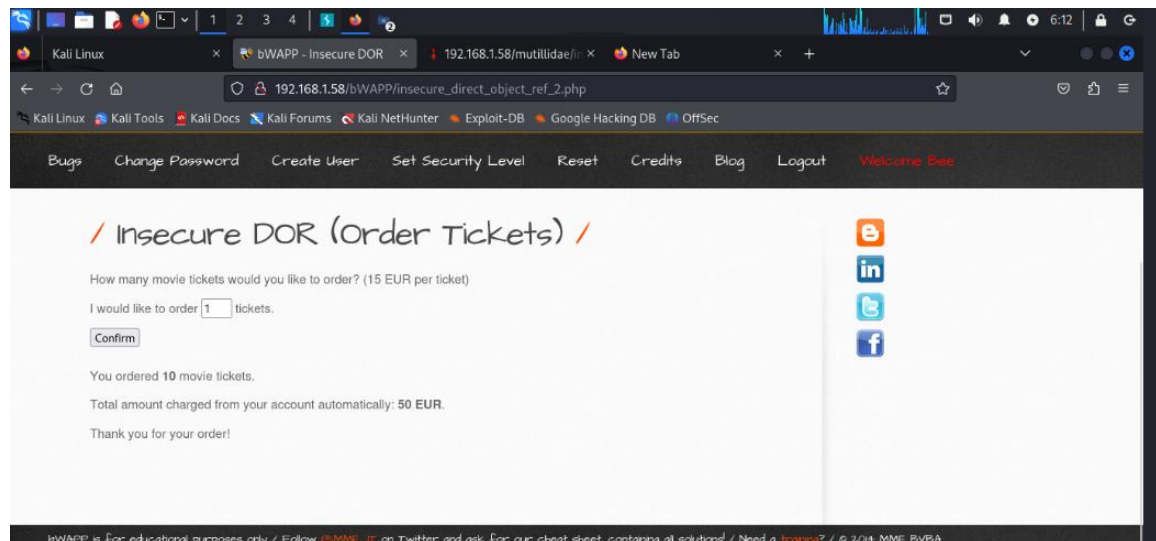 1 2 3 4 2 6:12
Kali Linux bWAPP - Insecure DOR 192.168.1.58/mutillidae/in New Tab
192.168.1.58/bWAPP/insecure_direct_object_ref_2.php
Kali Linux Kali Tools Kali Docs Kali Forums Kali NetHunter Exploit-DB Google Hacking DB OffSec
Bugs Change Password Create User Set Security Level Reset Credits Blog Logout Welcome Bee
/ Insecure DOR (Order Tickets) /
How many movie tickets would you like to order? (15 EUR per ticket)
I would like to order 1 tickets.
Confirm
You ordered 10 movie tickets.
Total amount charged from your account automatically: 50 EUR.
Thank you for your order!
in
bWAPP is for educational purposes only / Follow @MME_IT on Twitter and ask for our cheat sheet, containing all solutions! / Need a training? / © 2014 MME BVBA